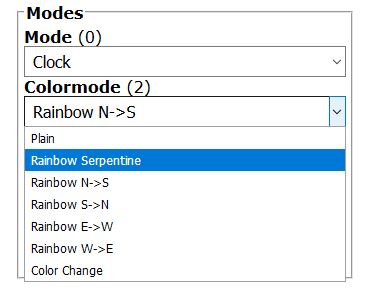 Modes
Mode (0)
Clock
Colormode (2)
Rainbow N->S
Plain
Rainbow Serpentine
Rainbow N->S
Rainbow S->N
Rainbow E->W
Rainbow W->E
Color Change